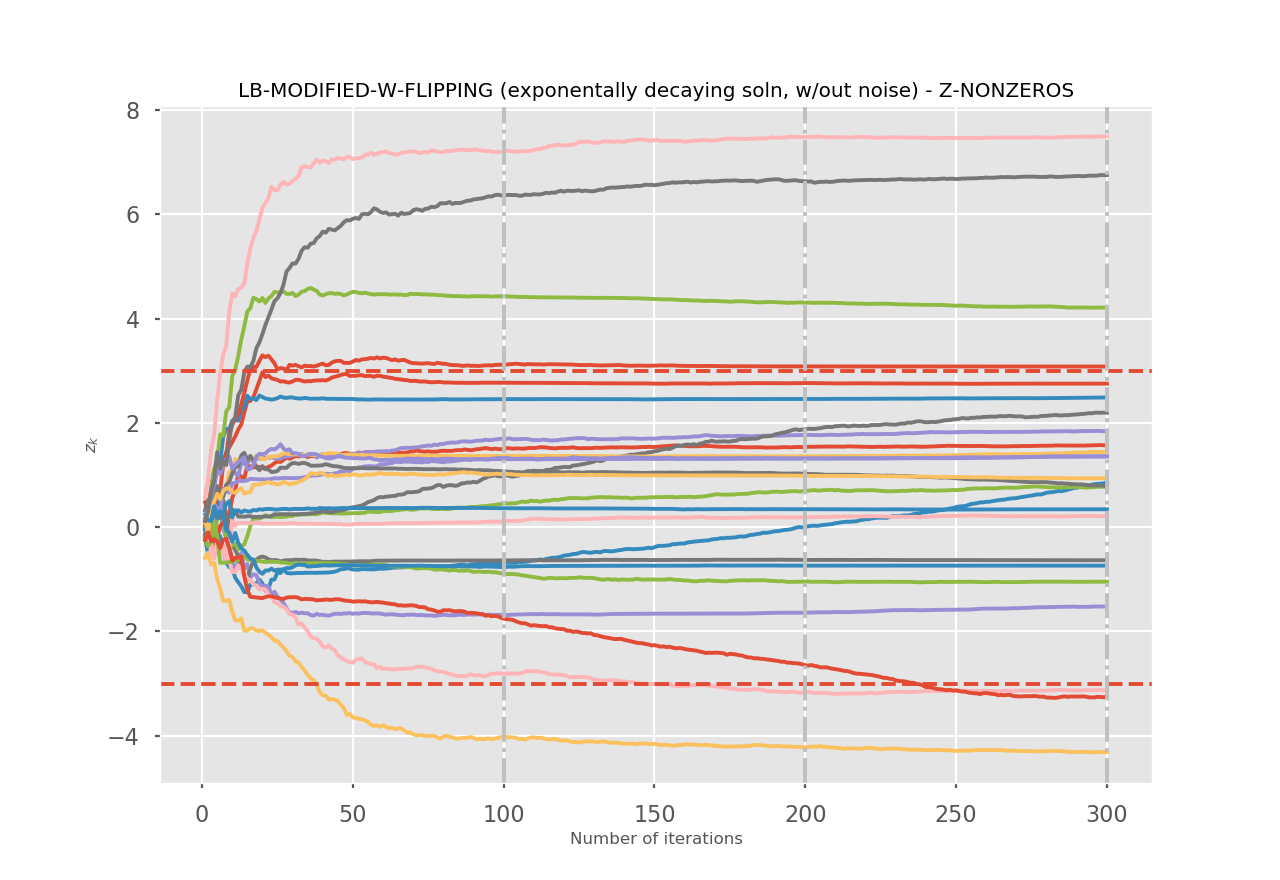 LB-MODIFIED-W-FLIPPING (exponentially decaying soln, w/out noise) - Z-NONZEROS
8
6
4
2
0
−2
−4
z_k
0 50 100 150 200 250 300
Number of iterations